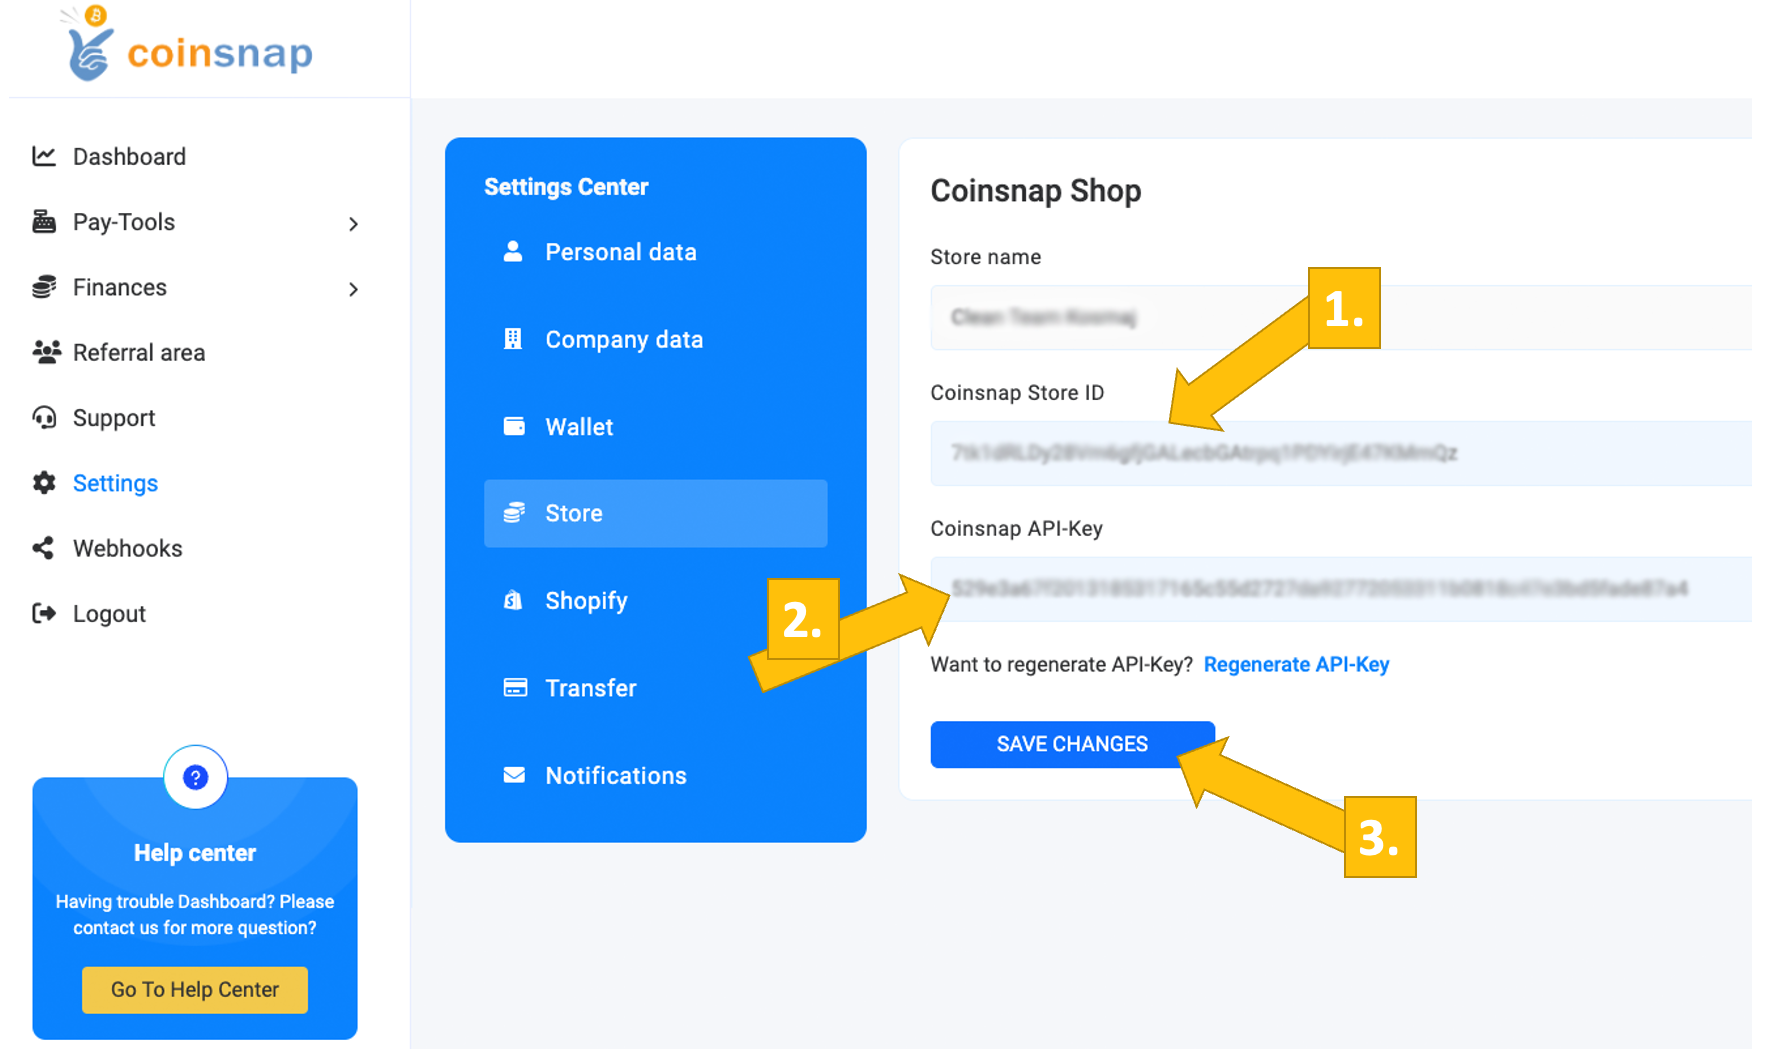 coinsnap
Dashboard
Pay-Tools
Finances
Referral area
Support
Settings
Webhooks
Logout
?
Help center
Having trouble Dashboard? Please
contact us for more question?
Go To Help Center
Settings Center
Personal data
Company data
Wallet
Store
Shopify
Transfer
Notifications
Coinsnap Shop
Store name
1.
Coinsnap Store ID
Coinsnap API-Key
2.
Want to regenerate API-Key? Regenerate API-Key
SAVE CHANGES
3.